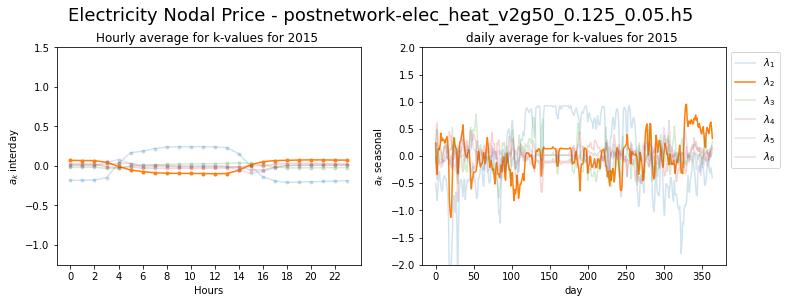 Electricity Nodal Price - postnetwork-elec_heat_v2g50_0.125_0.05.h5
Hourly average for k-values for 2015
1.5
1.0
0.5
0.0
−0.5
−1.0
a_k interday
0 2 4 6 8 10 12 14 16 18 20 22
Hours
daily average for k-values for 2015
2.0
1.5
1.0
0.5
0.0
−0.5
−1.0
−1.5
−2.0
a_k seasonal
0 50 100 150 200 250 300 350
day
λ₁
λ₂
λ₃
λ₄
λ₅
λ₆